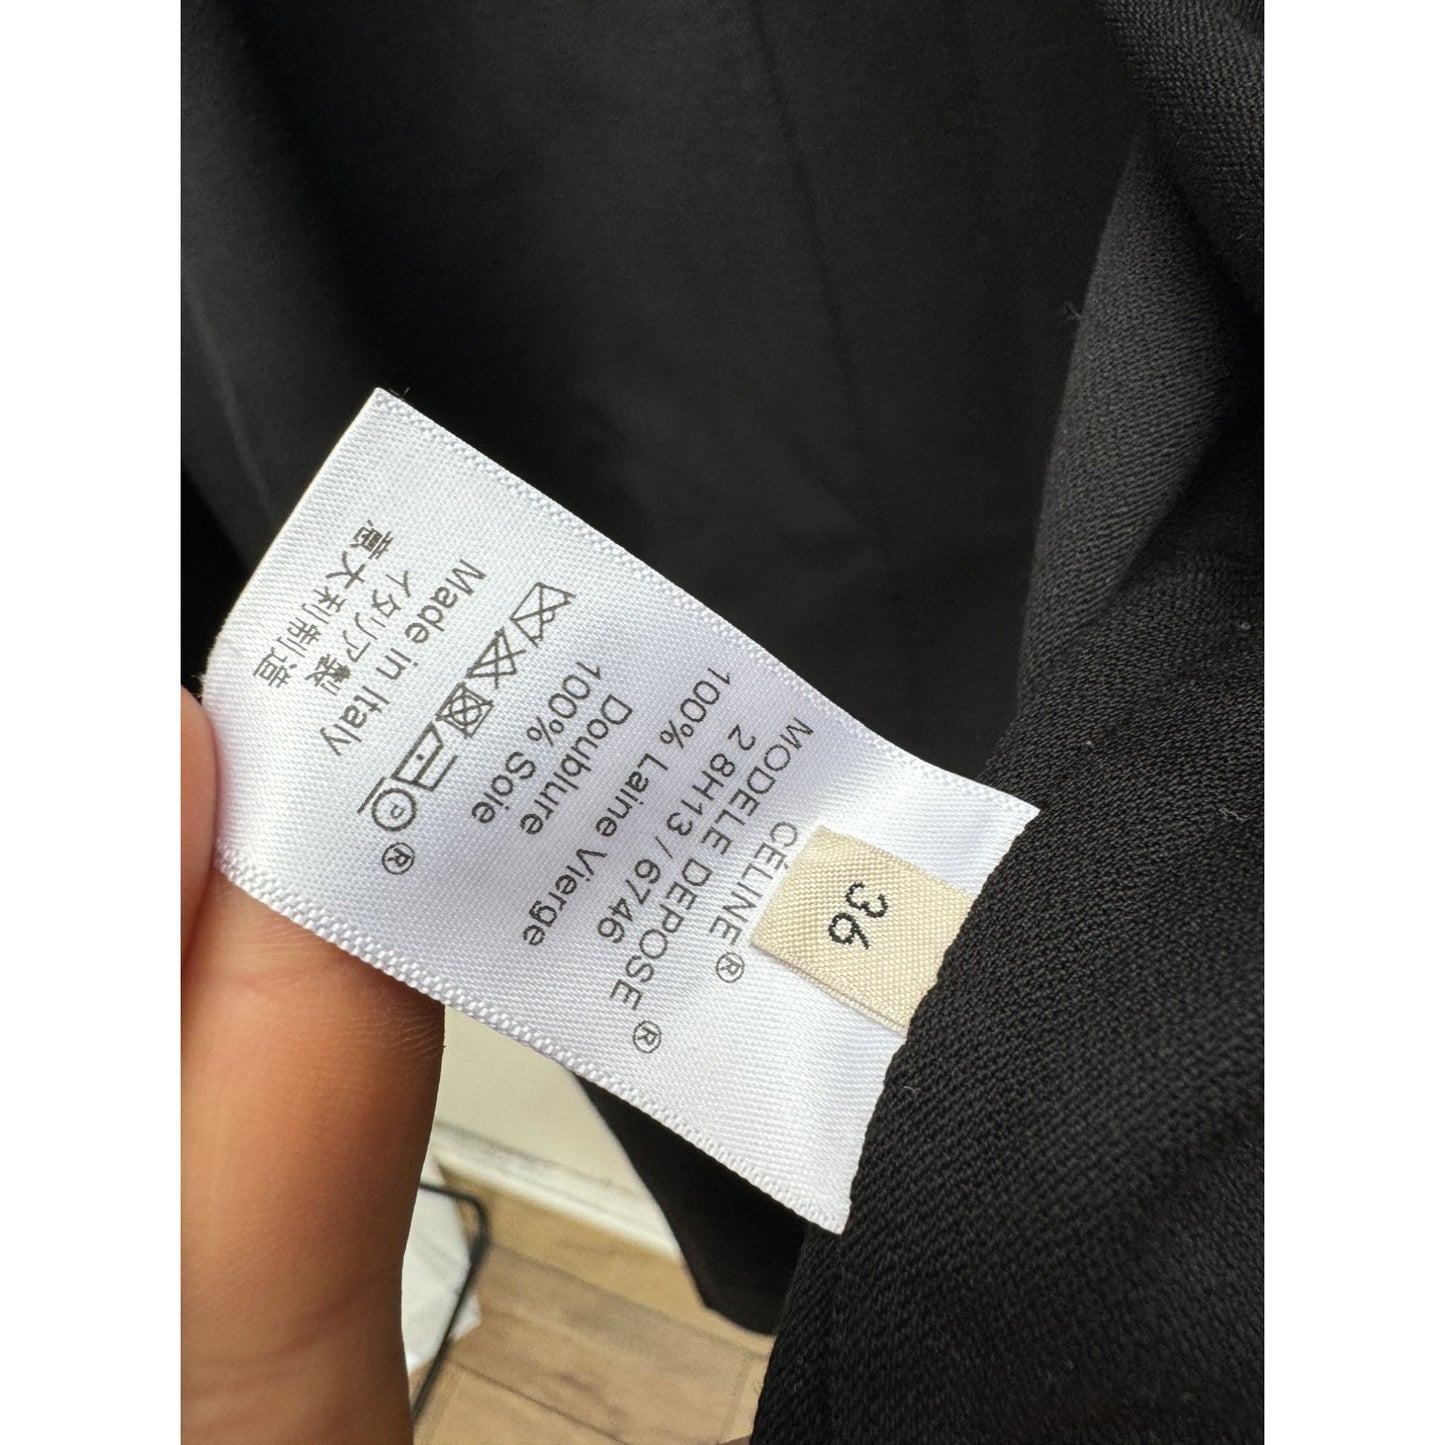 36
CÉLINE®
MODELE DEPOSE ®
2 8H13 / 6746
100% Laine Vierge
Doublure
100% Soie
P
®
Made in Italy
イタリア製
意大利制造